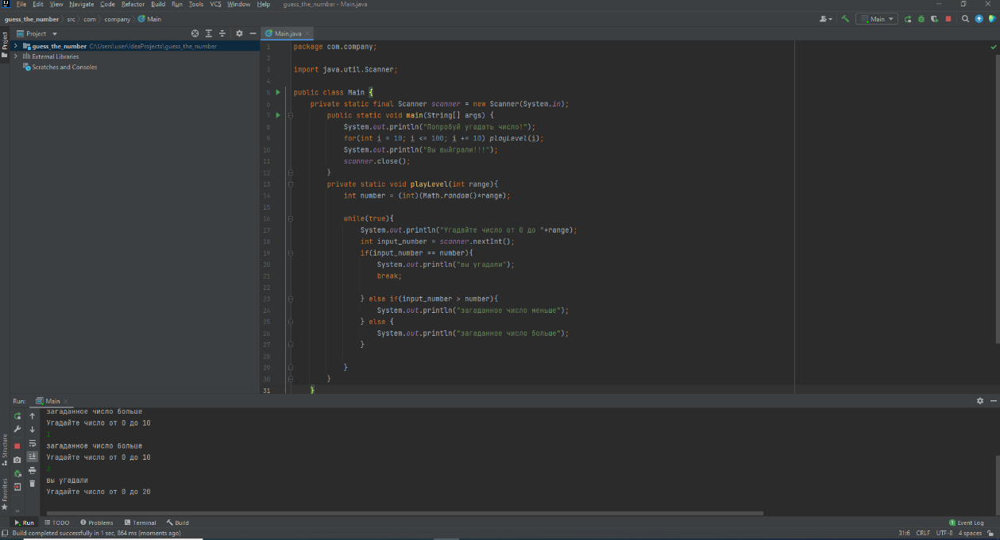 File Edit View Navigate Code Refactor Build Run Tools VCS Window Help guess_the_number - Main.java
guess_the_number src com company Main Main
Project Main.java
guess_the_number C:\Users\user\IdeaProjects\guess_the_number
External Libraries
Scratches and Consoles
Project
1 package com.company;
2
3 import java.util.Scanner;
4
5 public class Main {
6 private static final Scanner scanner = new Scanner(System.in);
7 public static void main(String[] args) {
8 System.out.println("Попробуй угадать число!");
9 for(int i = 10; i <= 100; i += 10) playLevel(i);
10 System.out.println("Вы выйграли!!!");
11 scanner.close();
12 }
13 private static void playLevel(int range){
14 int number = (int)(Math.random()*range);
15
16 while(true){
17 System.out.println("Угадайте число от 0 до "+range);
18 int input_number = scanner.nextInt();
19 if(input_number == number){
20 System.out.println("вы угадали");
21 break;
22
23 } else if(input_number > number){
24 System.out.println("загаданное число меньше");
25 } else {
26 System.out.println("загаданное число больше");
27 }
28
29 }
30 }
31 }
Run: Main
загаданное число больше
Угадайте число от 0 до 10
1
загаданное число больше
Угадайте число от 0 до 10
3
вы угадали
Угадайте число от 0 до 20
Structure
Favorites
Run TODO Problems Terminal Build 1 Event Log
Build completed successfully in 1 sec, 864 ms (moments ago) 31:6 CRLF UTF-8 4 spaces